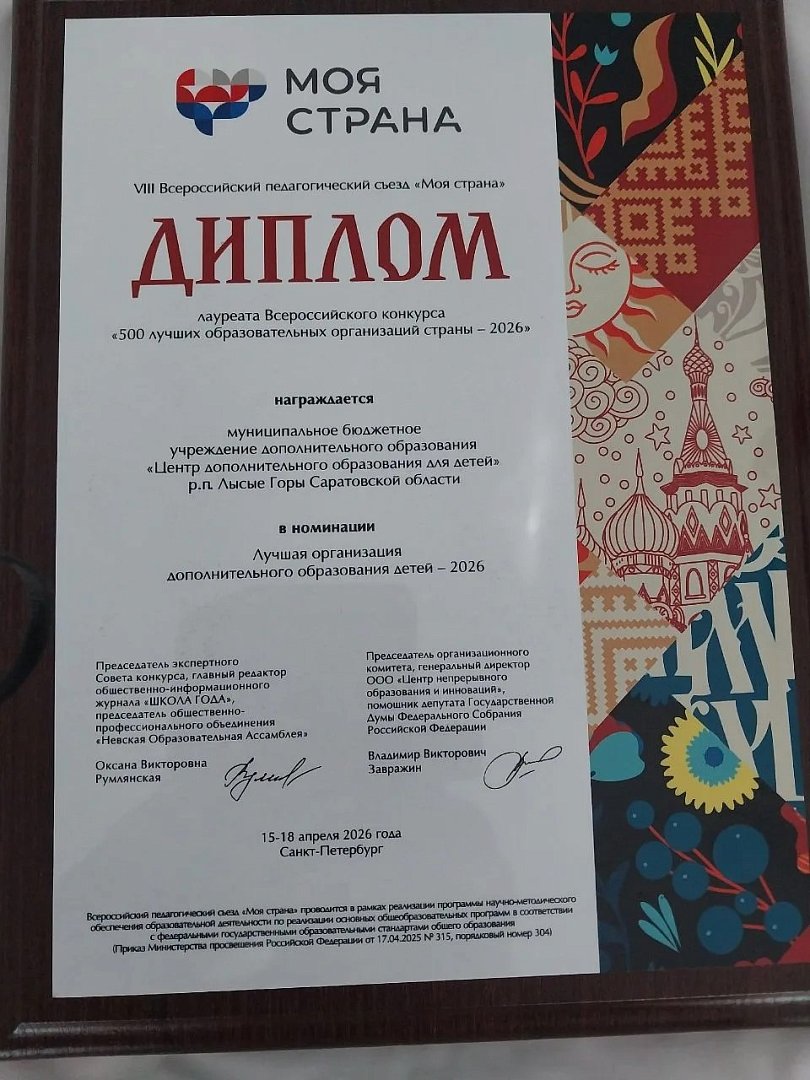 МОЯ
СТРАНА
VIII Всероссийский педагогический съезд «Моя страна»
ДИПЛОМ
лауреата Всероссийского конкурса
«500 лучших образовательных организаций страны – 2026»
награждается
муниципальное бюджетное
учреждение дополнительного образования
«Центр дополнительного образования для детей»
р.п. Лысые Горы Саратовской области
в номинации
Лучшая организация
дополнительного образования детей – 2026
Председатель экспертного
Совета конкурса, главный редактор
общественно-информационного
журнала «ШКОЛА ГОДА»,
председатель общественно-
профессионального объединения
«Невская Образовательная Ассамблея»
Оксана Викторовна
Румлянская
Председатель организационного
комитета, генеральный директор
ООО «Центр непрерывного
образования и инноваций»,
помощник депутата Государственной
Думы Федерального Собрания
Российской Федерации
Владимир Викторович
Завражин
15-18 апреля 2026 года
Санкт-Петербург
Всероссийский педагогический съезд «Моя страна» проводится в рамках реализации программы научно-методического
обеспечения образовательной деятельности по реализации основных общеобразовательных программ в соответствии
с федеральными государственными образовательными стандартами общего образования
(Приказ Министерства просвещения Российской Федерации от 17.04.2025 № 315, порядковый номер 304)